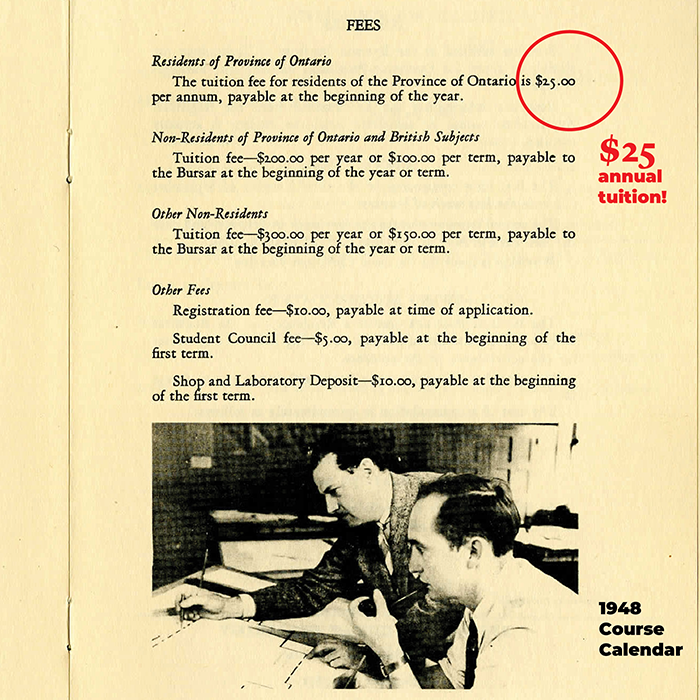 FEES
Residents of Province of Ontario
The tuition fee for residents of the Province of Ontario is $25.00
per annum, payable at the beginning of the year.
Non-Residents of Province of Ontario and British Subjects
Tuition fee—$200.00 per year or $100.00 per term, payable to
the Bursar at the beginning of the year or term.
Other Non-Residents
Tuition fee—$300.00 per year or $150.00 per term, payable to
the Bursar at the beginning of the year or term.
Other Fees
Registration fee—$10.00, payable at time of application.
Student Council fee—$5.00, payable at the beginning of the
first term.
Shop and Laboratory Deposit—$10.00, payable at the beginning
of the first term.
$25
annual
tuition!
1948
Course
Calendar